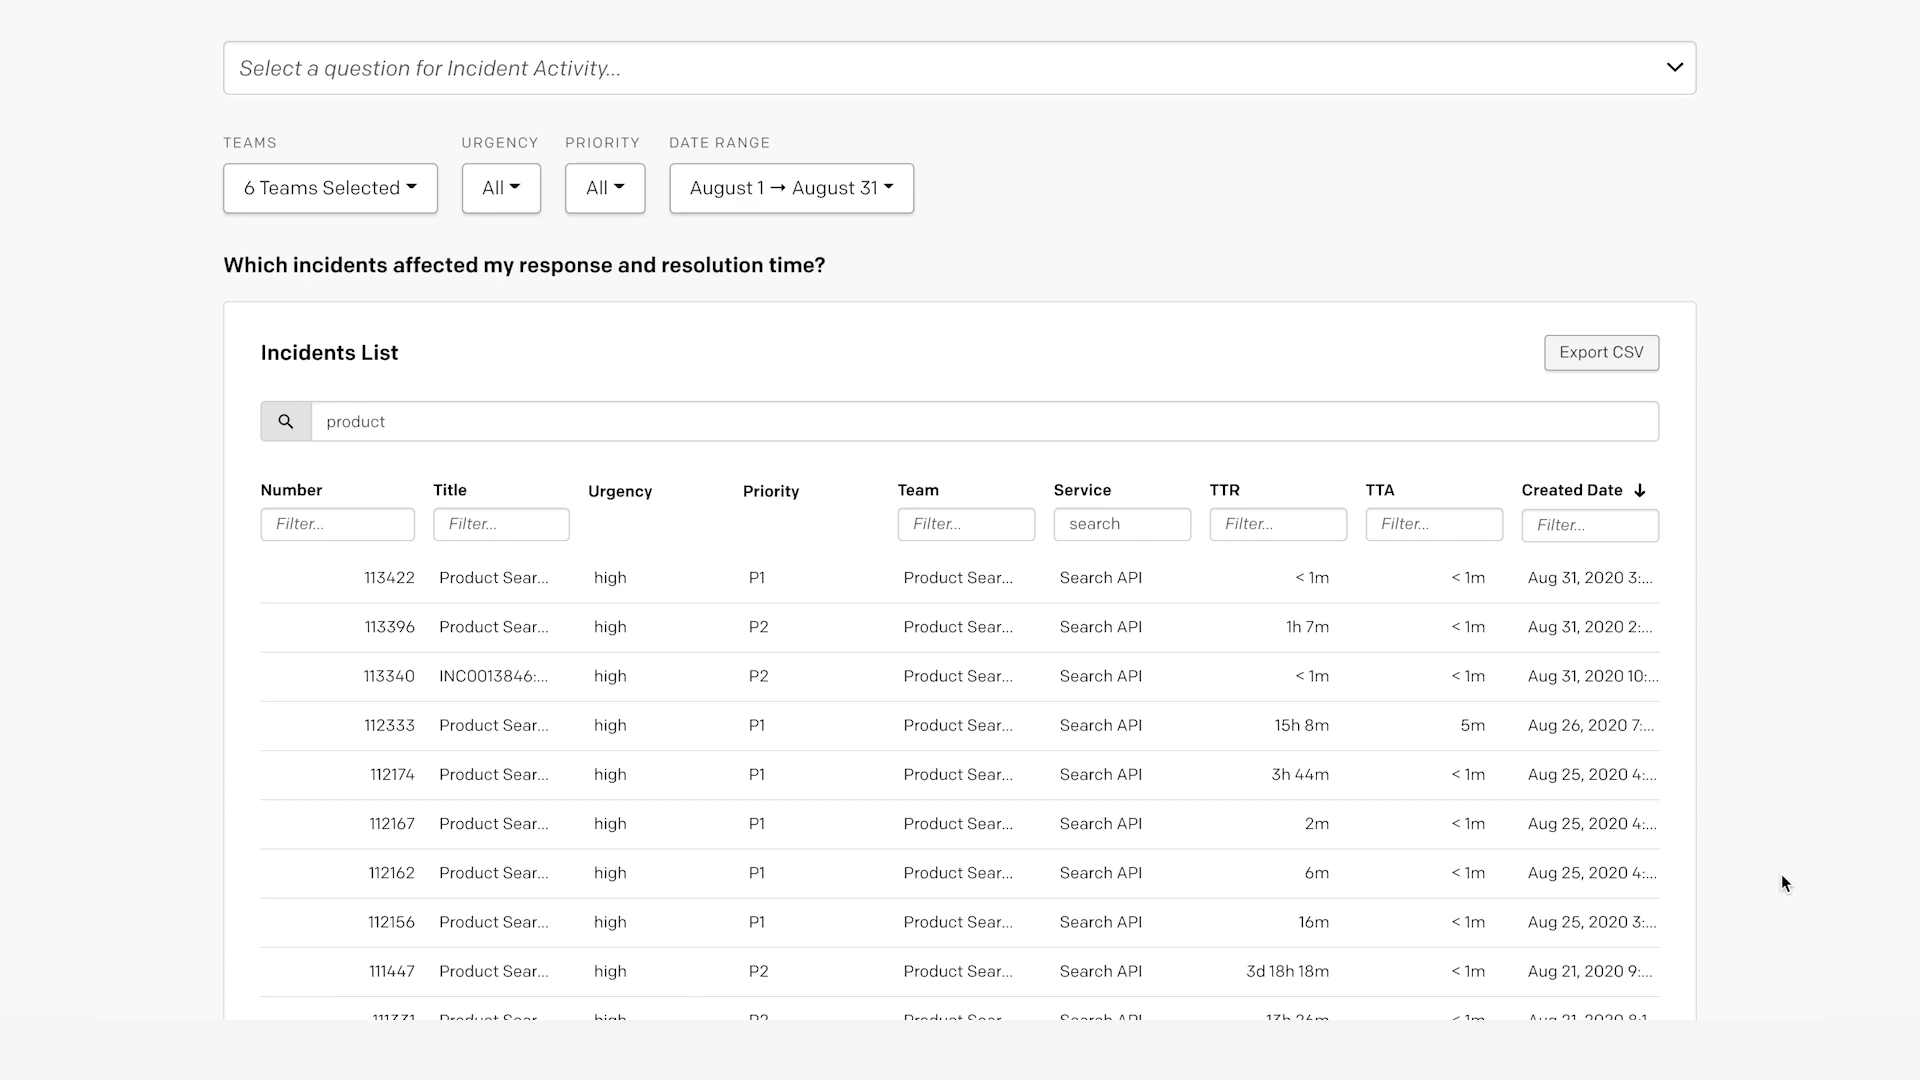 Select a question for Incident Activity...
TEAMS URGENCY PRIORITY DATE RANGE
6 Teams Selected All All August 1 → August 31
Which incidents affected my response and resolution time?
Incidents List Export CSV
product
Number Title Urgency Priority Team Service TTR TTA Created Date ↓
Filter... Filter... Filter... search Filter... Filter... Filter...
113422 Product Sear... high P1 Product Sear... Search API < 1m < 1m Aug 31, 2020 3:...
113396 Product Sear... high P2 Product Sear... Search API 1h 7m < 1m Aug 31, 2020 2:...
113340 INC0013846:... high P2 Product Sear... Search API < 1m < 1m Aug 31, 2020 10:...
112333 Product Sear... high P1 Product Sear... Search API 15h 8m 5m Aug 26, 2020 7:...
112174 Product Sear... high P1 Product Sear... Search API 3h 44m < 1m Aug 25, 2020 4:...
112167 Product Sear... high P1 Product Sear... Search API 2m < 1m Aug 25, 2020 4:...
112162 Product Sear... high P1 Product Sear... Search API 6m < 1m Aug 25, 2020 4:...
112156 Product Sear... high P1 Product Sear... Search API 16m < 1m Aug 25, 2020 3:...
111447 Product Sear... high P2 Product Sear... Search API 3d 18h 18m < 1m Aug 21, 2020 9:...
Product Sear... high P2 Product Sear... Search API < 1m